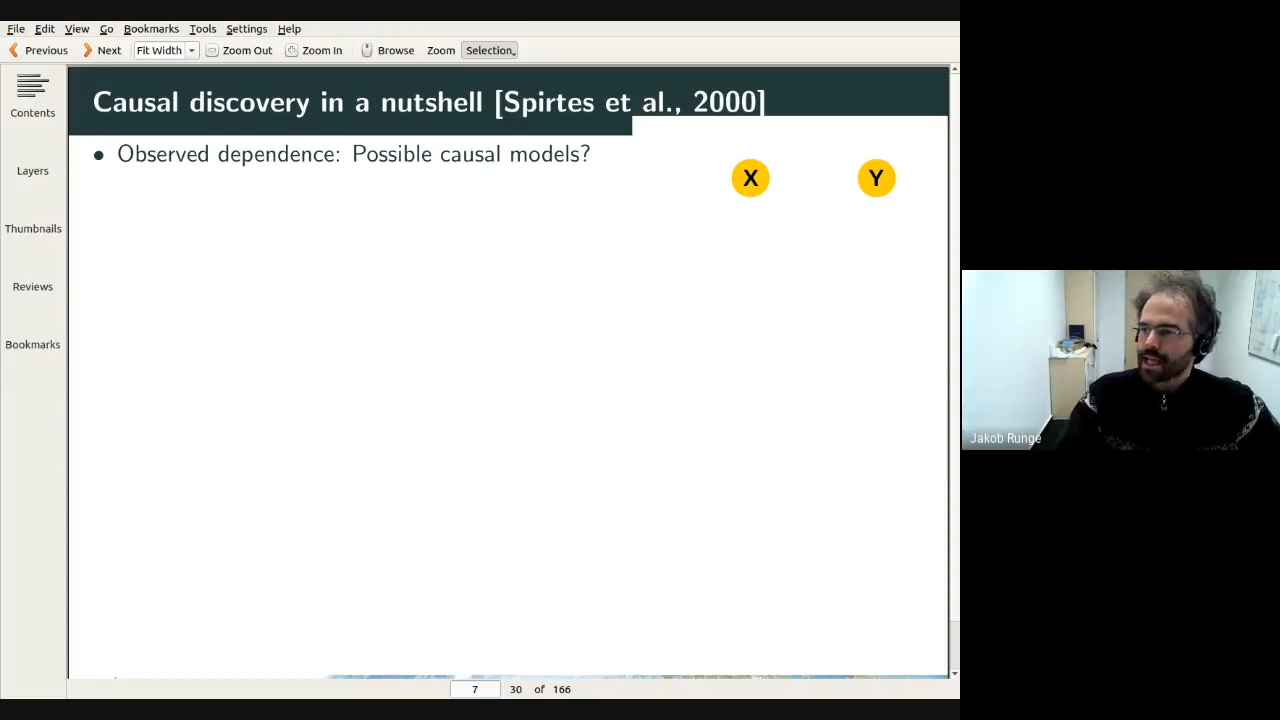 File Edit View Go Bookmarks Tools Settings Help
Previous Next Fit Width Zoom Out Zoom In Browse Zoom Selection
Contents
Layers
Thumbnails
Reviews
Bookmarks
Causal discovery in a nutshell [Spirtes et al., 2000]
• Observed dependence: Possible causal models?
X Y
Jakob Runge
7 30 of 166